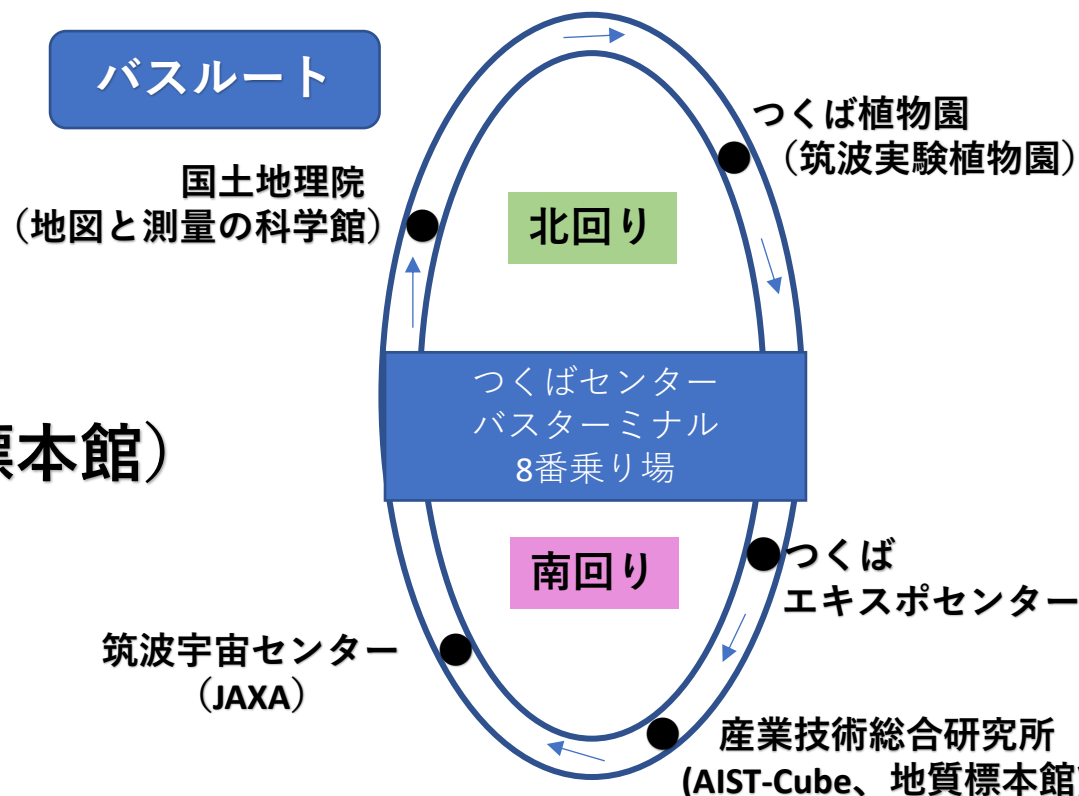 バスルート
つくば植物園
（筑波実験植物園）
国土地理院
（地図と測量の科学館）
北回り
つくばセンター
バスターミナル
8番乗り場
標本館）
南回り
つくば
エキスポセンター
筑波宇宙センター
（JAXA）
産業技術総合研究所
(AIST-Cube、地質標本館)